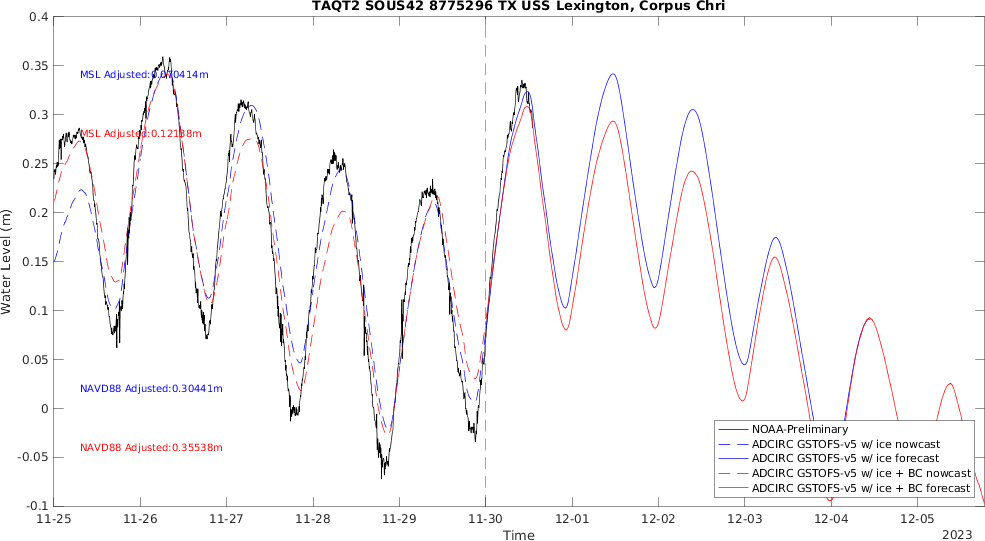 TAQT2 SOUS42 8775296 TX USS Lexington, Corpus Chri
0.4
0.35
0.3
0.25
0.2
0.15
0.1
0.05
0
-0.05
-0.1
Water Level (m)
MSL Adjusted:0.070414m
MSL Adjusted:0.12138m
NAVD88 Adjusted:0.30441m
NAVD88 Adjusted:0.35538m
NOAA-Preliminary
ADCIRC GSTOFS-v5 w/ ice nowcast
ADCIRC GSTOFS-v5 w/ ice forecast
ADCIRC GSTOFS-v5 w/ ice + BC nowcast
ADCIRC GSTOFS-v5 w/ ice + BC forecast
11-25 11-26 11-27 11-28 11-29 11-30 12-01 12-02 12-03 12-04 12-05
Time
2023